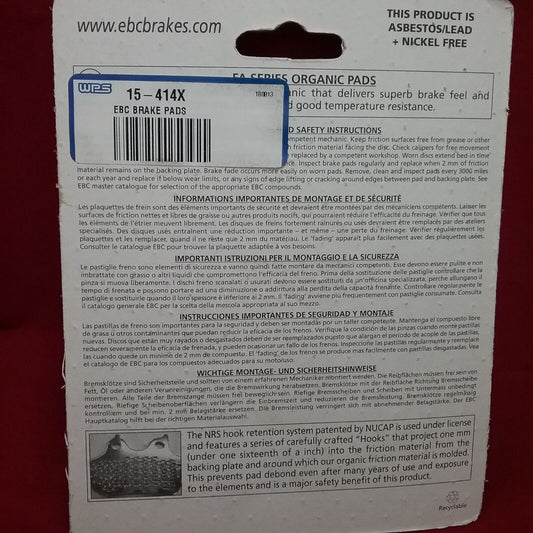 www.ebcbrakes.com
THIS PRODUCT IS
ASBESTOS/LEAD
+ NICKEL FREE
WPS
15-414X
EBC BRAKE PADS
FA SERIES ORGANIC PADS
anic that delivers superb brake feel and
d good temperature resistance.
D SAFETY INSTRUCTIONS
mpetent mechanic. Keep friction surfaces free from grease or other
h friction material facing the disc. Check calipers for free movement
replaced by a competent workshop. Worn discs extend bed in time
. Inspect brake pads regularly and replace when 2 mm of friction
material remains on the backing plate. Brake fade occurs more easily on worn pads. Remove, clean and inspect pads every 3000 miles
or each year and replace if below wear limits, or any signs of edge lifting or cracking around edges between pad and backing plate. See
EBC master catalogue for selection of the appropriate EBC compounds.
INFORMATIONS IMPORTANTES DE MONTAGE ET DE SÉCURITÉ
Les plaquettes de frein sont des éléments importants de sécurité et devraient être montées par des mécaniciens compétents. Laisser les
surfaces de friction nettes et libres de graisse ou autres produits nocifs, qui pourraient réduire l'efficacité du freinage. Vérifier que tous
les éléments de l'étrier meuvent librement. Les disques de freins fortement rainurés ou usés devraient être remplacés par des ateliers
spécialisés. Des disques usés entraînent une réduction importante – et même – une perte du freinage. Vérifier régulièrement les
plaquettes et les remplacer, quand il ne reste que 2 mm du matériau. Le 'fading' apparaît plus facilement avec des plaquettes usées.
Consulter le catalogue EBC pour trouver la plaquette adaptée à vos besoins.
IMPORTANTI ISTRUZIONI PER IL MONTAGGIO E LA SICUREZZA
Le pastiglie freno sono elementi di sicurezza e vanno quindi fatte montare da meccanici competenti. Esse devono essere pulite e non
imbrattate con grasso o altri liquidi che compromettono l'efficacia del freno. Prima della sostituzione delle pastiglie controllare che la
pinza si muova liberamente. I dischi freno scanalati o usurati devono essere sostituiti da un'officina specializzata, perche allungano il
tempo di frenata e possono portare ad una diminuzione o addirittura alla perdita della capacità frenante. Controllare regolarmente le
pastiglie e sostituirle quando il loro spessore è inferiore ai 2 mm. Il 'fading' avviene più frequentemente con pastiglie consumate. Consulta
il catalogo generale EBC per la scelta della mescola appropriata al suo mezzo.
INSTRUCCIONES IMPORTANTES DE SEGURIDAD Y MONTAJE
Las pastillas de freno son importantes para la seguridad y deben ser montadas por un taller competente. Mantenga el compuesto libre
de grasa ú otros contaminantes que puedan reducir la eficacia de los frenos. Verifique la condición de las pinzas cuando monte pastillas
nuevas. Discos que están muy rayados o desgastados deben de ser reemplazados puesto que alargan el periodo de acople de las pastillas,
reducen severamente la eficacia de frenada, y pueden ocasionar un fallo de los frenos. Inspeccione las pastillas regularmente y reemplace
las cuando quede un minimo de 2 mm de compuesto. El 'fading' de los frenos se produce mas facilmente con pastillas desgastadas. Vea
el catalogo de EBC para los compuestos adecuados para su motor.
WICHTIGE MONTAGE- UND SICHERHEITSHINWEISE
Bremsklötze sind Sicherheitsteile und sollten von einem erfahrenen Mechaniker montiert werden. Die Reibflächen müssen frei sein von
Fett, Öl oder anderen Verunreinigungen, die die Bremswirkung herabsetzen. Bremsklötze mit der Reibfläche Richtung Bremsscheibe
montieren. Alle Teile der Bremszange müssen frei beweglich sein. Riefige Bremsscheiben und Scheiben mit Untermass unbedingt
ersetzen. Riefige Scheibenoberflächen verlängern die Einbremszeit und reduzieren die Bremsleistung. Bremsklötze regelmässig
kontrollieren und bei min. 2 mm Belagstärke ersetzen. Die Bremsleistung verringert sich mit abnehmender Belagstärke. Der EBC
Hauptkatalog hilft bei der richtigen Materialauswahl.
The NRS hook retention system patented by NUCAP is used under license
and features a series of carefully crafted "Hooks" that project one mm
(under one sixteenth of a inch) into the friction material from the
backing plate and around which our organic friction material is molded.
This prevents pad debond even after many years of use and exposure
to the elements and is a major safety benefit of this product.
Recyclable